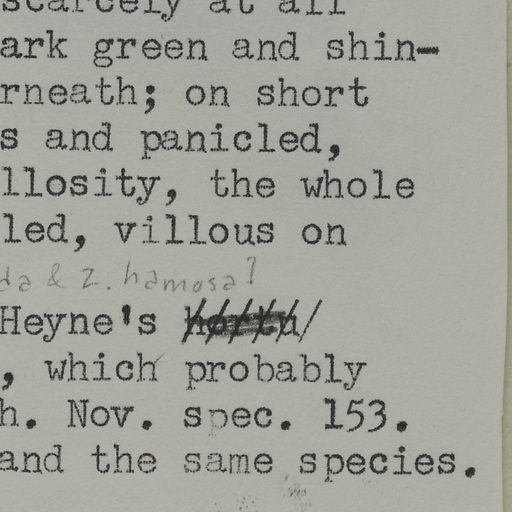 scarcely at all
ark green and shin-
rneath; on short
s and panicled,
llosity, the whole
led, villous on
da & Z. hamosa?
Heyne's
, which probably
h. Nov. spec. 153.
and the same species.